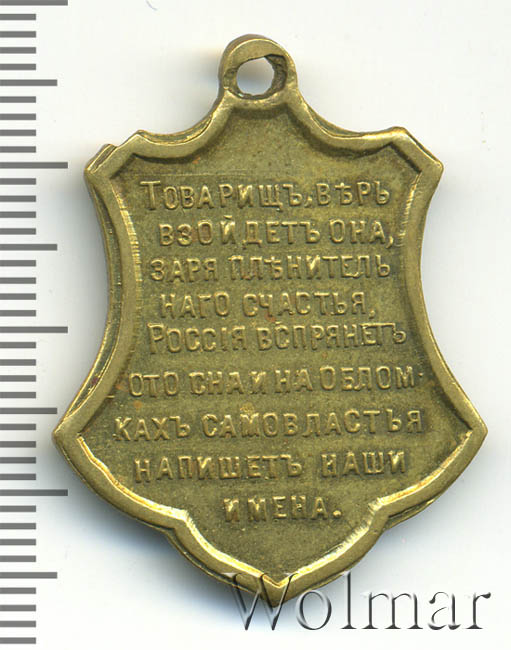 Товарищъ, вѣрь
взойдетъ она,
заря плѣнитель
наго счастья,
Россія вспрянетъ
ото сна и на облом-
кахъ самовластья
напишетъ наши
имена.
Wolmar